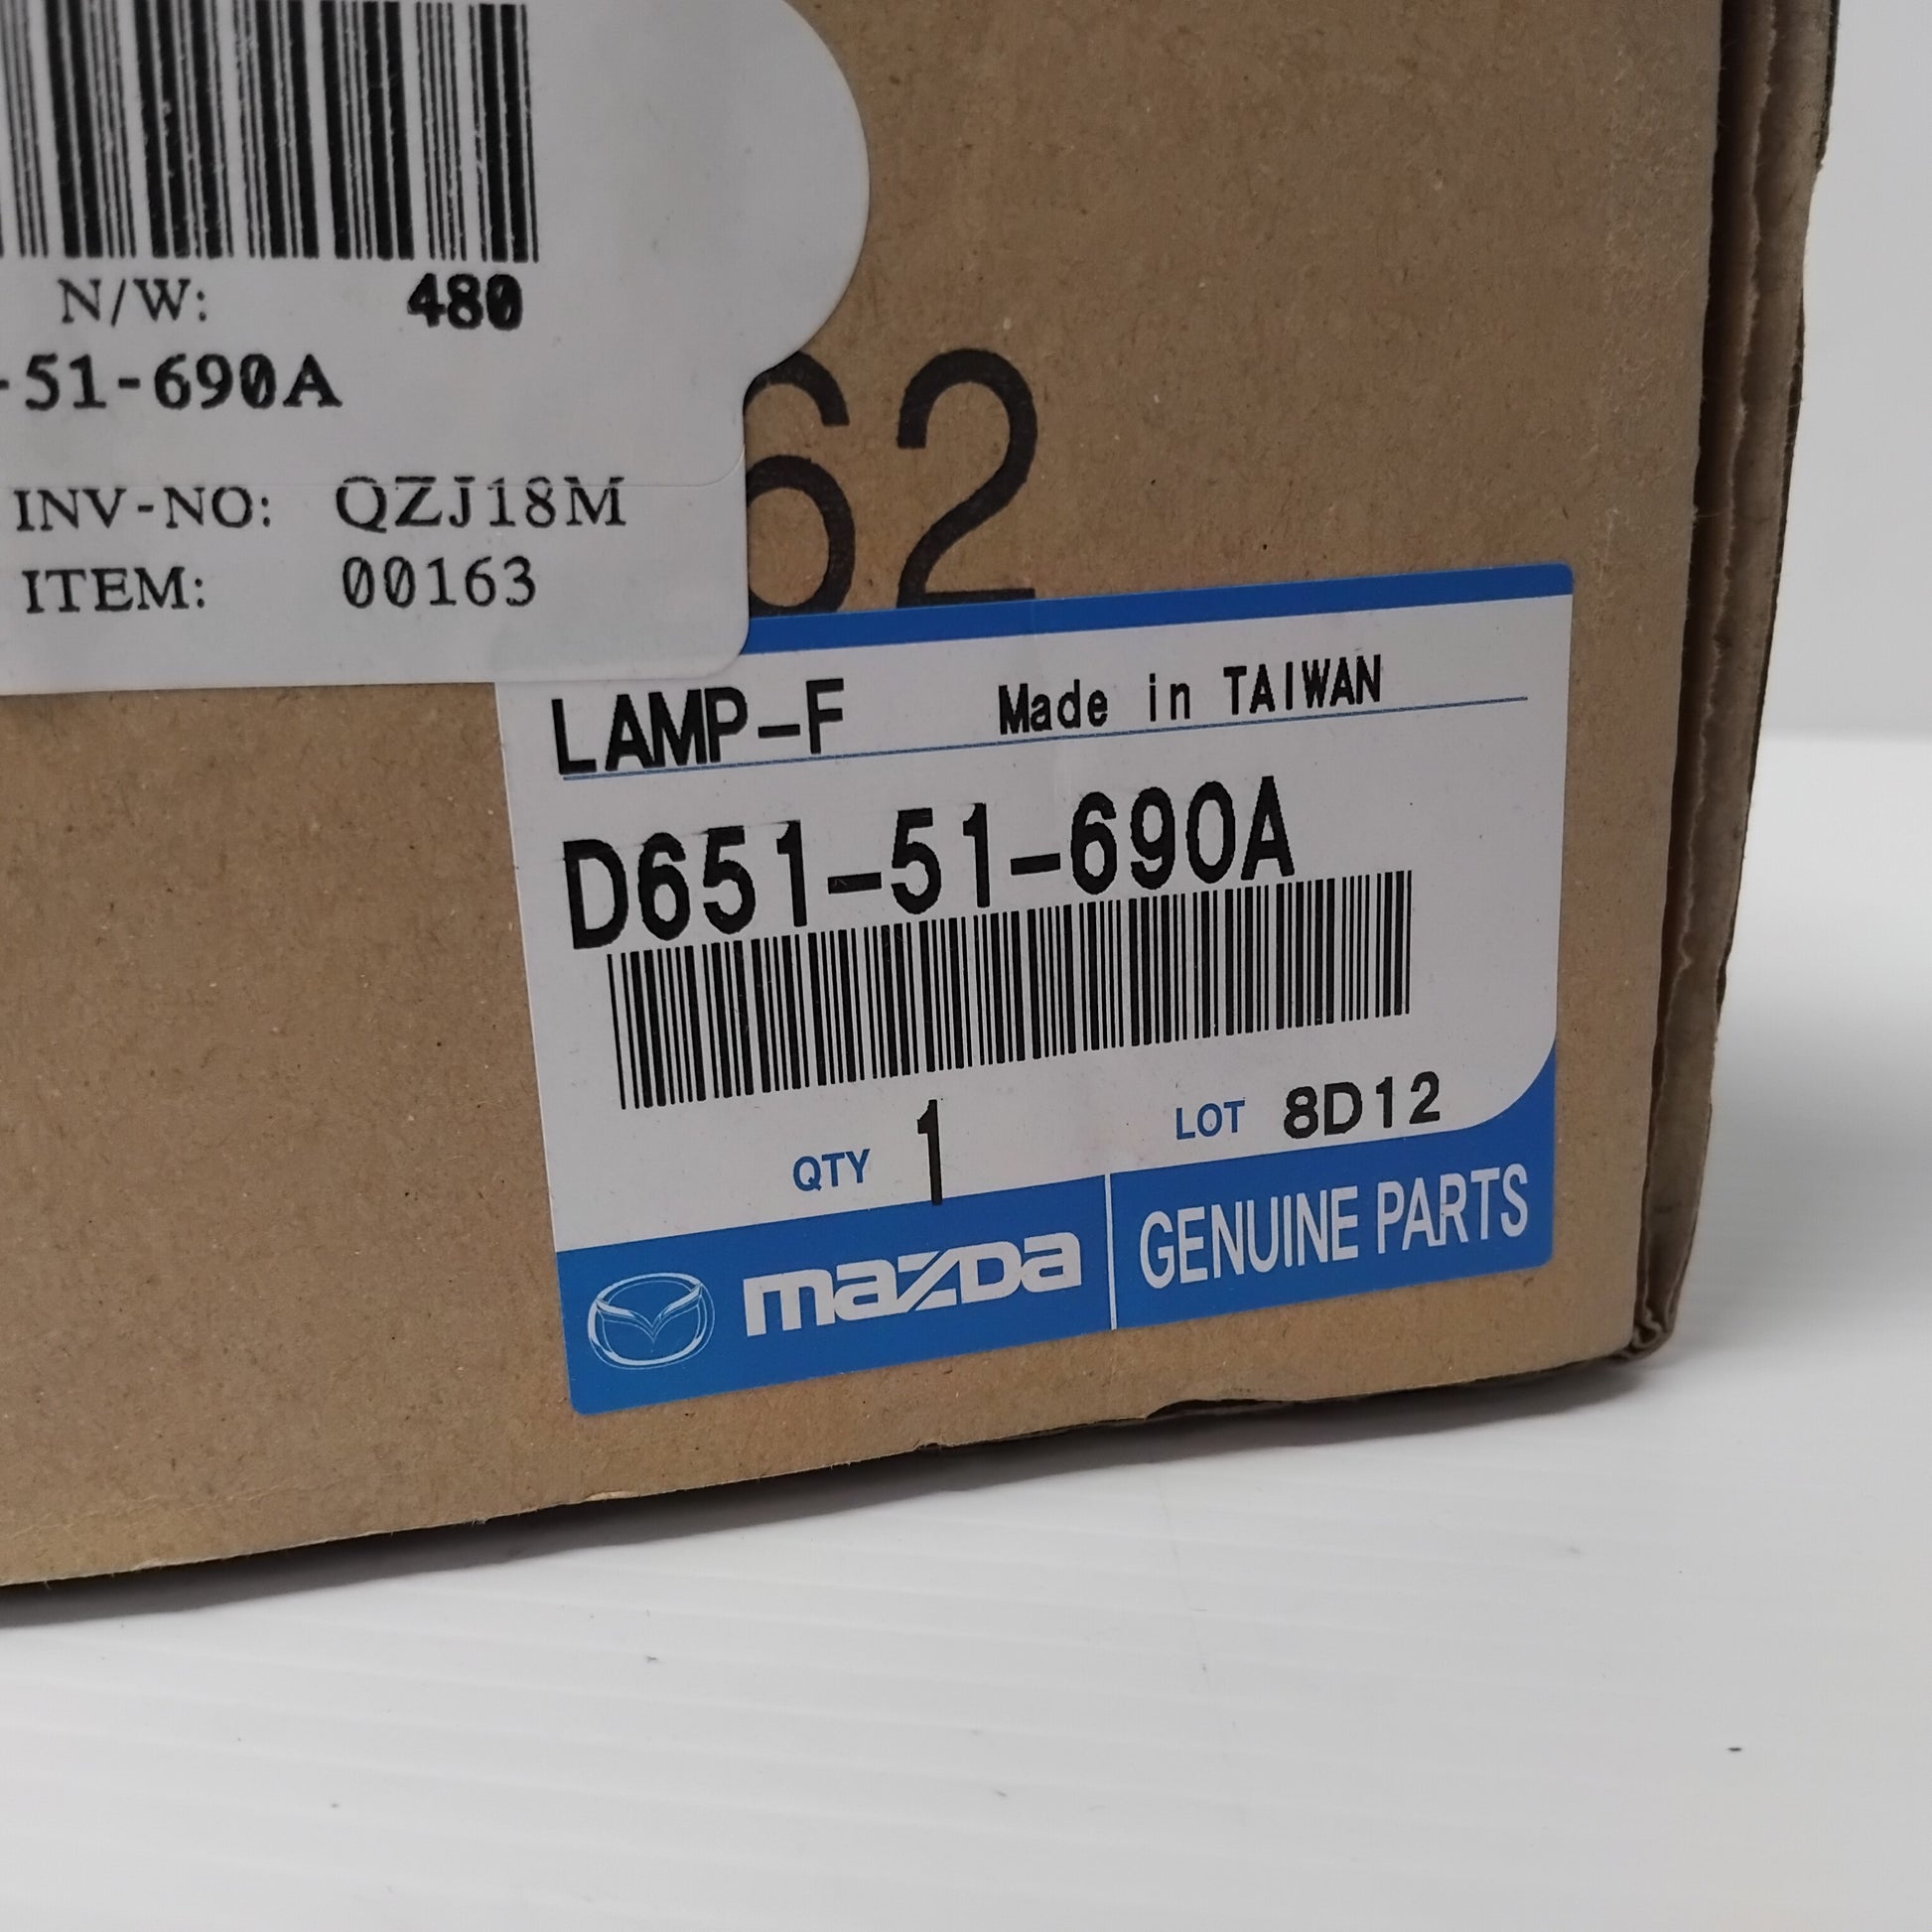 N/W: 480
-51-690A
INV-NO: QZJ18M
ITEM: 00163
62
LAMP-F Made in TAIWAN
D651-51-690A
QTY 1 LOT 8D12
mazda GENUINE PARTS